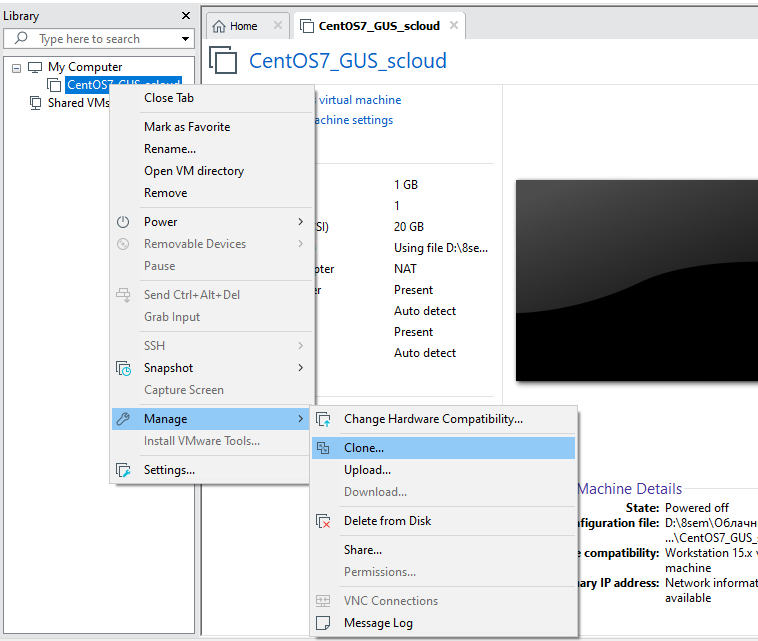 Library
Type here to search
My Computer
CentOS7_GUS_scloud
Shared VMs
Home
CentOS7_GUS_scloud
CentOS7_GUS_scloud
virtual machine
machine settings
1 GB
1
SI)
20 GB
Using file D:\8se...
pter
NAT
er
Present
Auto detect
Present
Auto detect
Close Tab
Mark as Favorite
Rename...
Open VM directory
Remove
Power
Removable Devices
Pause
Send Ctrl+Alt+Del
Grab Input
SSH
Snapshot
Capture Screen
Manage
Install VMware Tools...
Settings...
Change Hardware Compatibility...
Clone...
Upload...
Download...
Delete from Disk
Share...
Permissions...
VNC Connections
Message Log
Machine Details
State: Powered off
nfiguration file: D:\8sem\Облачн
...\CentOS7_GUS_s
e compatibility: Workstation 15.x v
machine
ary IP address: Network informat
available